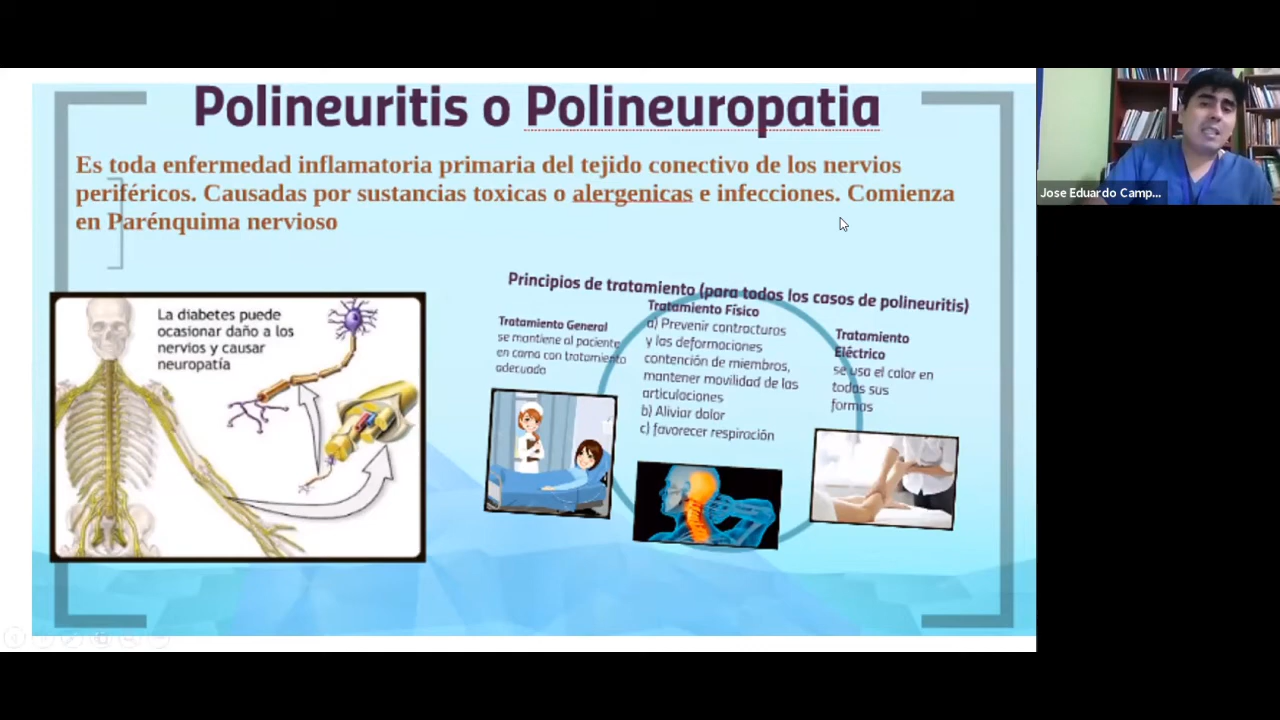 Polineuritis o Polineuropatia
Es toda enfermedad inflamatoria primaria del tejido conectivo de los nervios
periféricos. Causadas por sustancias toxicas o alergenicas e infecciones. Comienza
en Parénquima nervioso
La diabetes puede
ocasionar daño a los
nervios y causar
neuropatía
Principios de tratamiento (para todos los casos de polineuritis)
Tratamiento General
se mantiene al paciente
en cama con tratamiento
adecuado
Tratamiento Físico
a) Prevenir contracturas
y las deformaciones
contención de miembros,
mantener movilidad de las
articulaciones
b) Aliviar dolor
c) favorecer respiración
Tratamiento
Eléctrico
se usa el calor en
todas sus
formas
Jose Eduardo Camp...